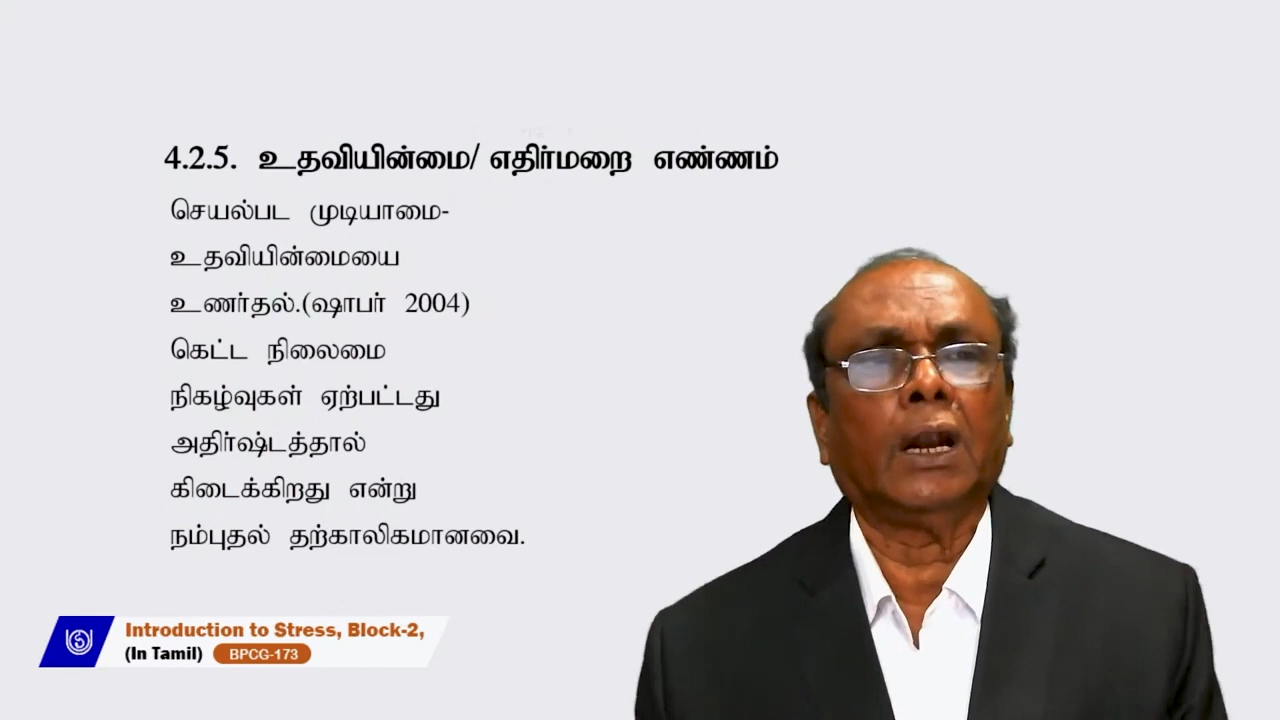 4.2.5. உதவியின்மை/ எதிர்மறை எண்ணம்
செயல்பட முடியாமை-
உதவியின்மையை
உணர்தல்.(ஷாபர் 2004)
கெட்ட நிலைமை
நிகழ்வுகள் ஏற்பட்டது
அதிர்ஷ்டத்தால்
கிடைக்கிறது என்று
நம்புதல் தற்காலிகமானவை.
Introduction to Stress, Block-2,
(In Tamil) BPCG-173